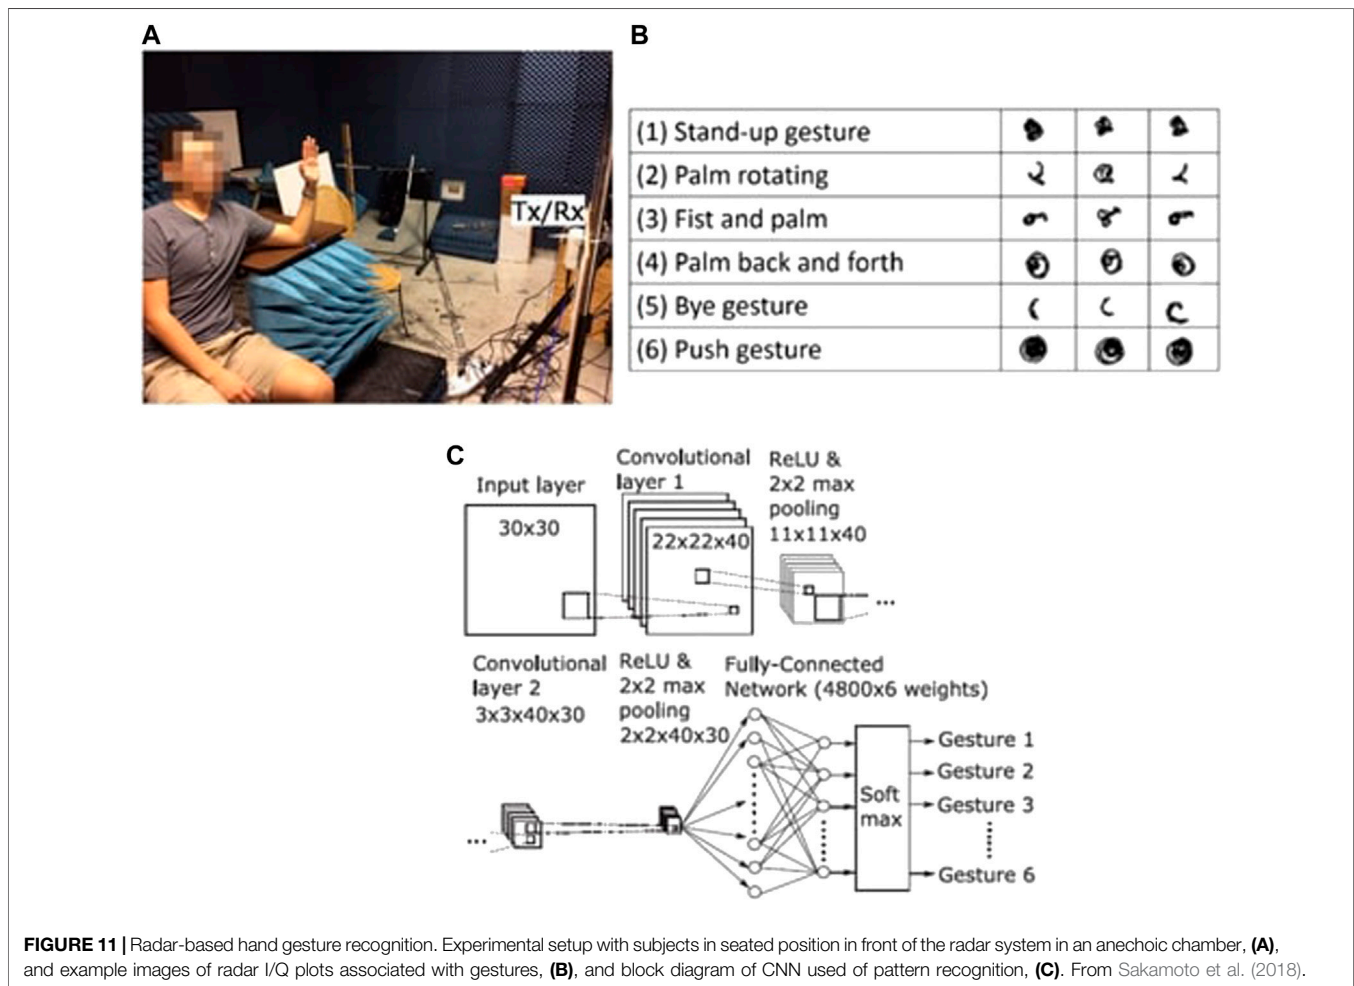 A
B
Tx/Rx
(1) Stand-up gesture
(2) Palm rotating
(3) Fist and palm
(4) Palm back and forth
(5) Bye gesture
(6) Push gesture
C
Input layer
30x30
Convolutional
layer 1
22x22x40
ReLU &
2x2 max
pooling
11x11x40
...
Convolutional
layer 2
3x3x40x30
ReLU &
2x2 max
pooling
2x2x40x30
Fully-Connected
Network (4800x6 weights)
...
Soft
max
Gesture 1
Gesture 2
Gesture 3
Gesture 6
FIGURE 11 | Radar-based hand gesture recognition. Experimental setup with subjects in seated position in front of the radar system in an anechoic chamber, (A),
and example images of radar I/Q plots associated with gestures, (B), and block diagram of CNN used of pattern recognition, (C). From Sakamoto et al. (2018).